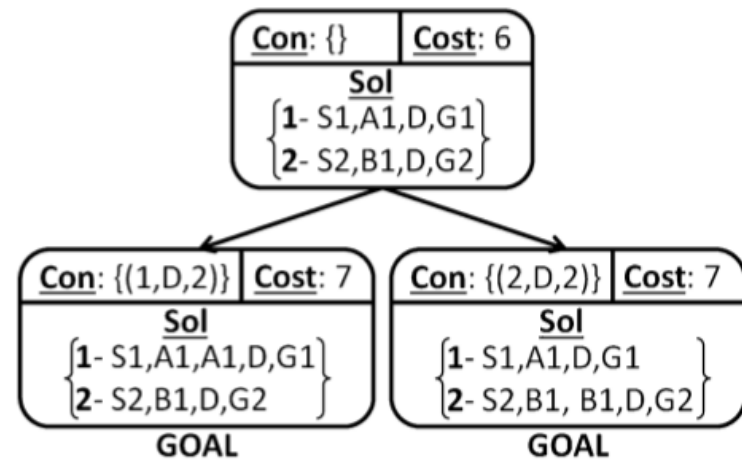 Con: {} Cost: 6
Sol
1- S1,A1,D,G1
2- S2,B1,D,G2
Con: {(1,D,2)} Cost: 7
Sol
1- S1,A1,A1,D,G1
2- S2,B1,D,G2
GOAL
Con: {(2,D,2)} Cost: 7
Sol
1- S1,A1,D,G1
2- S2,B1, B1,D,G2
GOAL